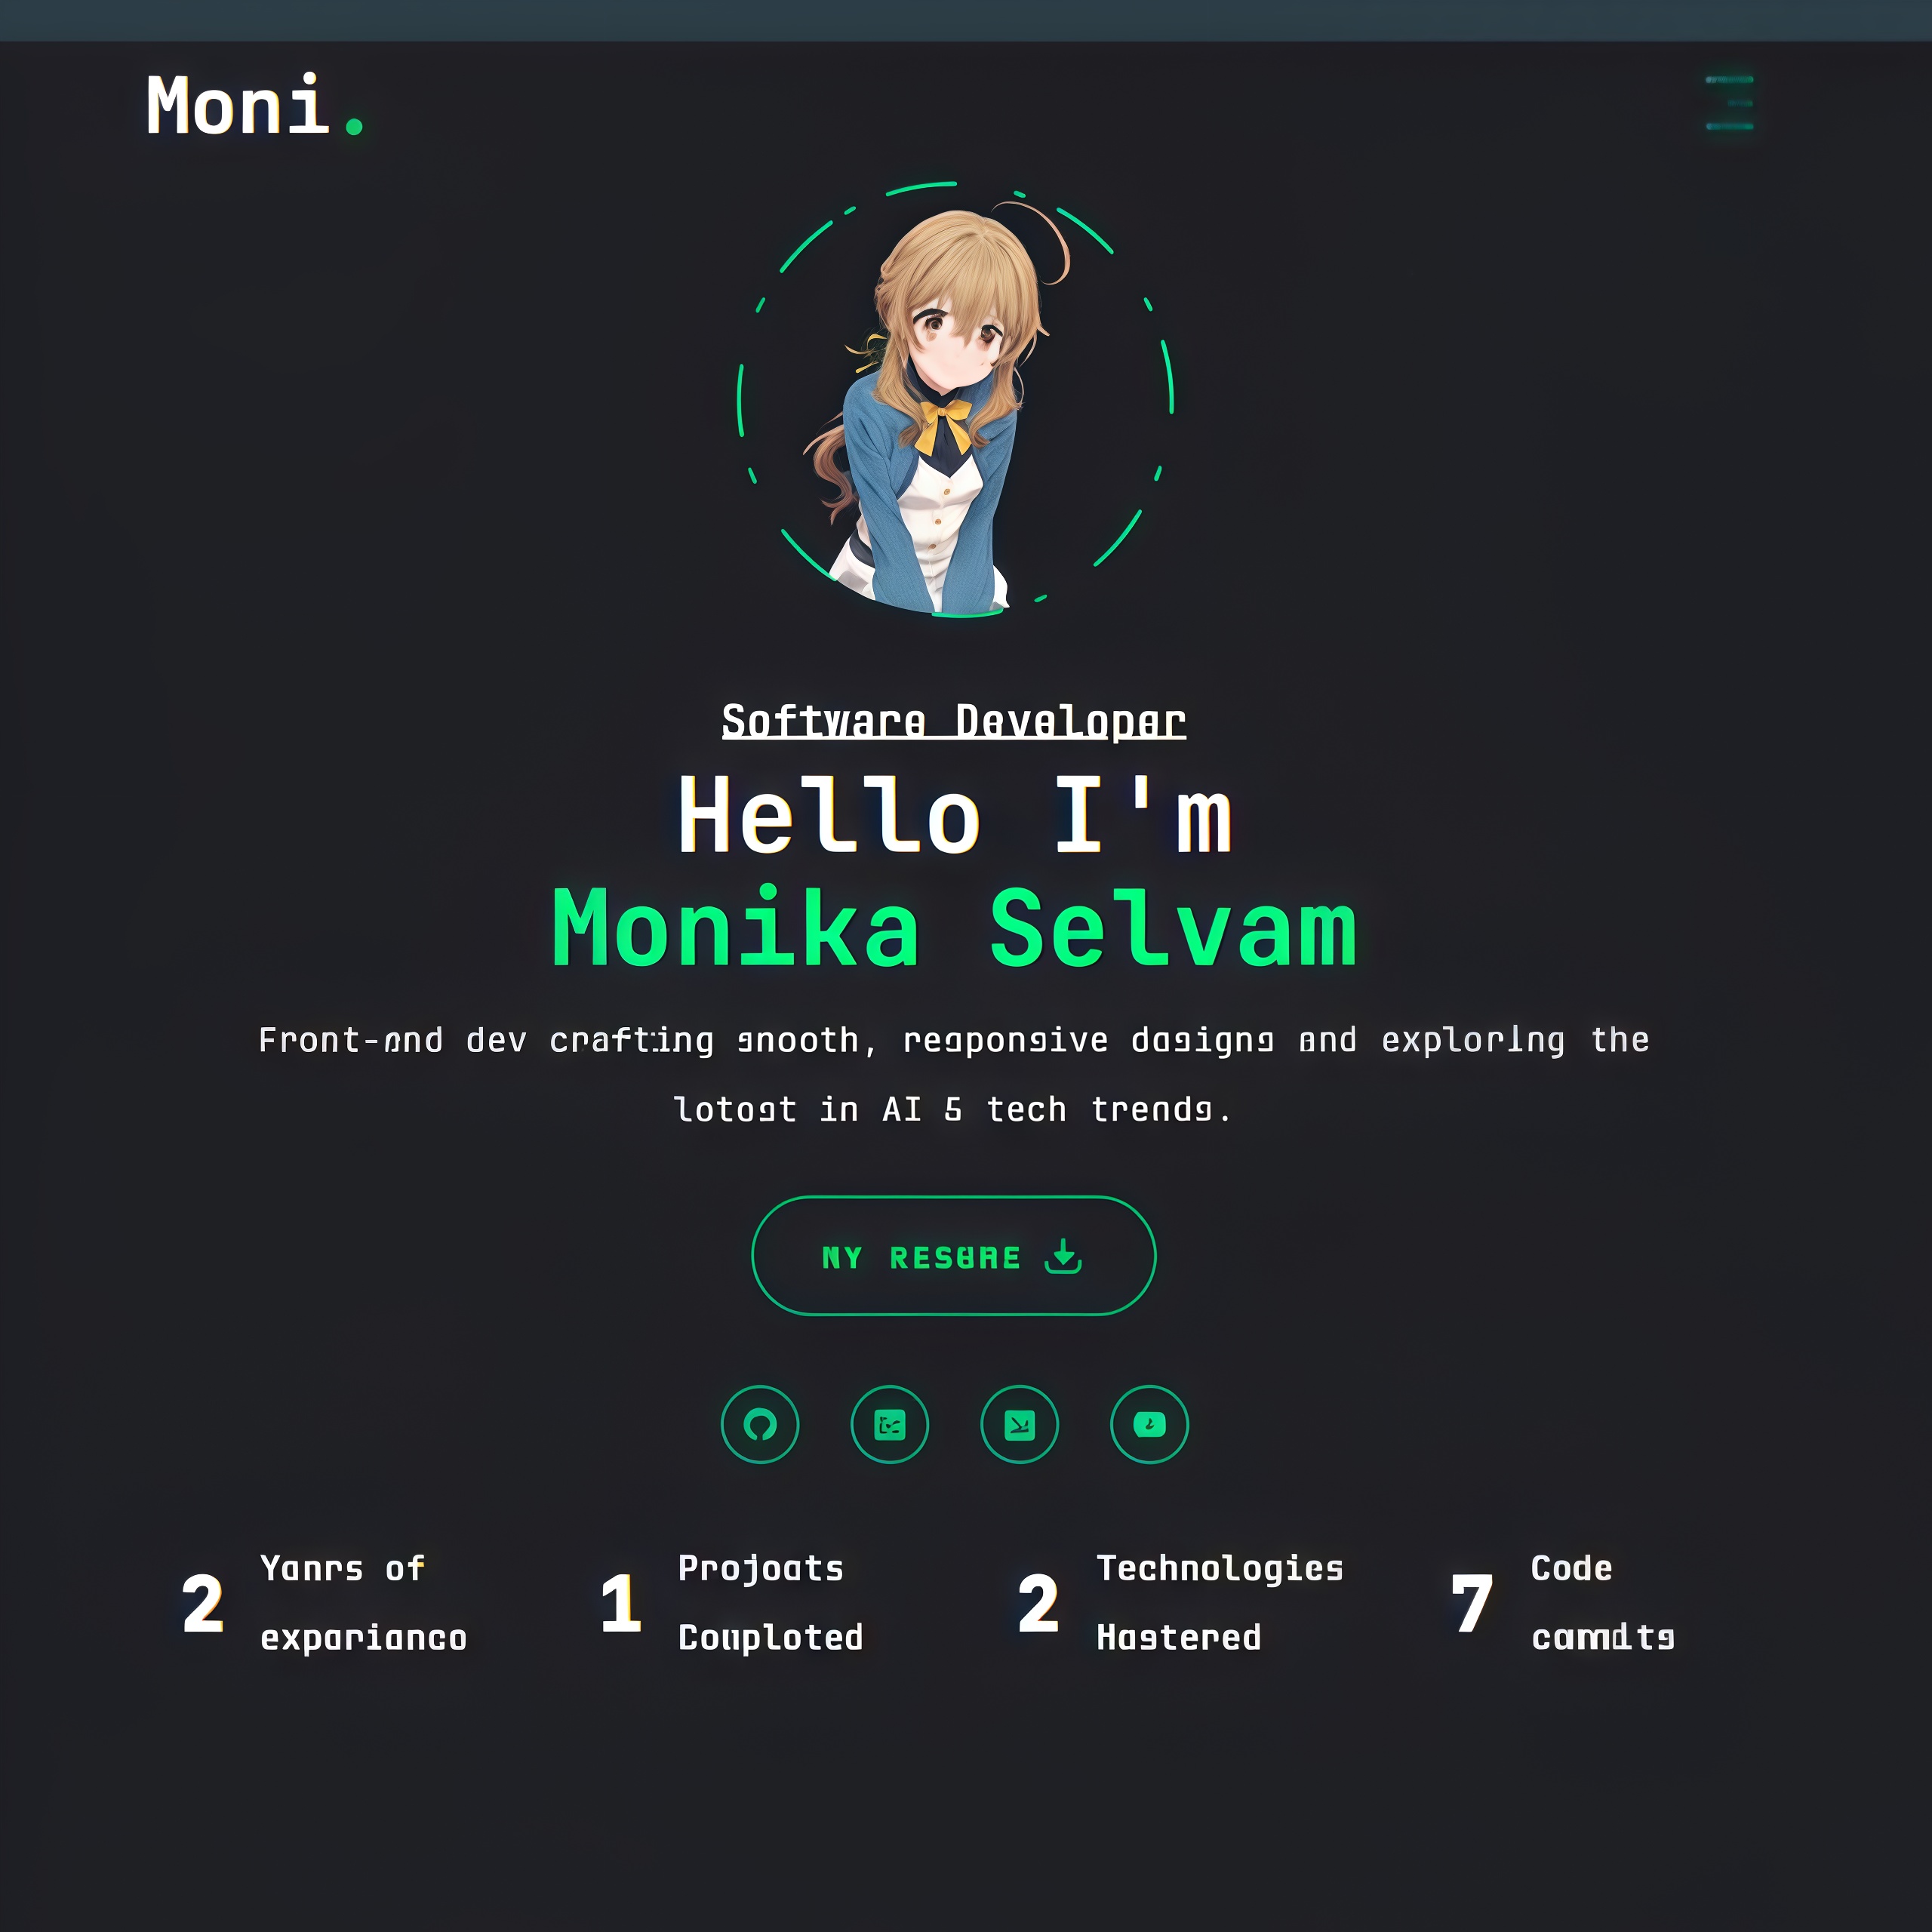 Moni.
Software Developer
Hello I'm
Monika Selvam
Front-end dev crafting smooth, responsive designs and exploring the
latest in AI & tech trends.
MY RESUME
2 Years of experience
1 Projects Completed
2 Technologies Mastered
7 Code commits